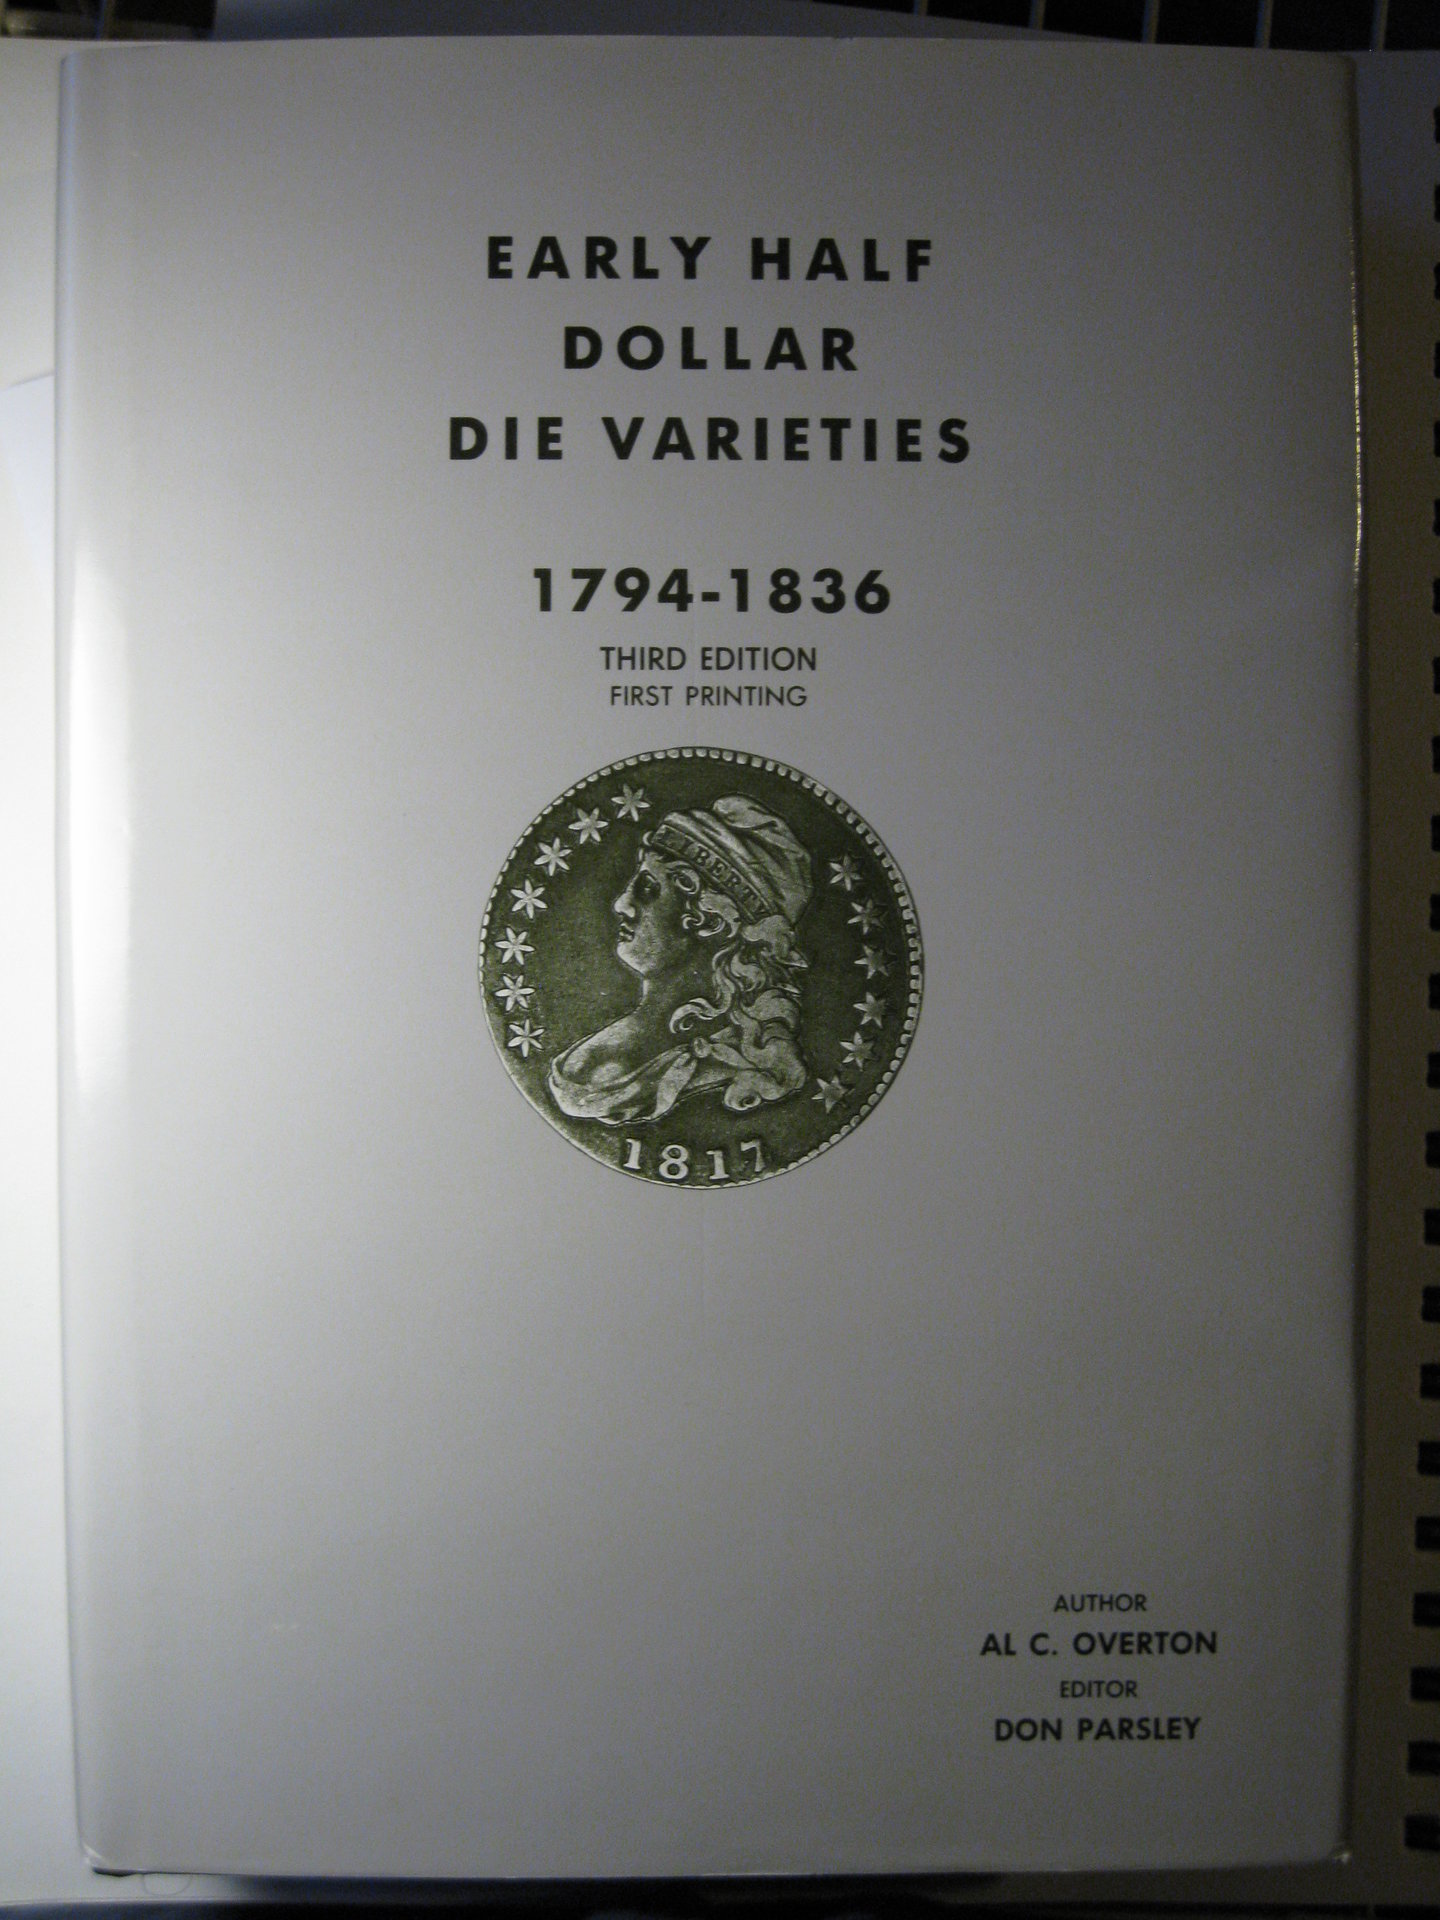 EARLY HALF
DOLLAR
DIE VARIETIES
1794-1836
THIRD EDITION
FIRST PRINTING
LIBERTY
1817
AUTHOR
AL C. OVERTON
EDITOR
DON PARSLEY